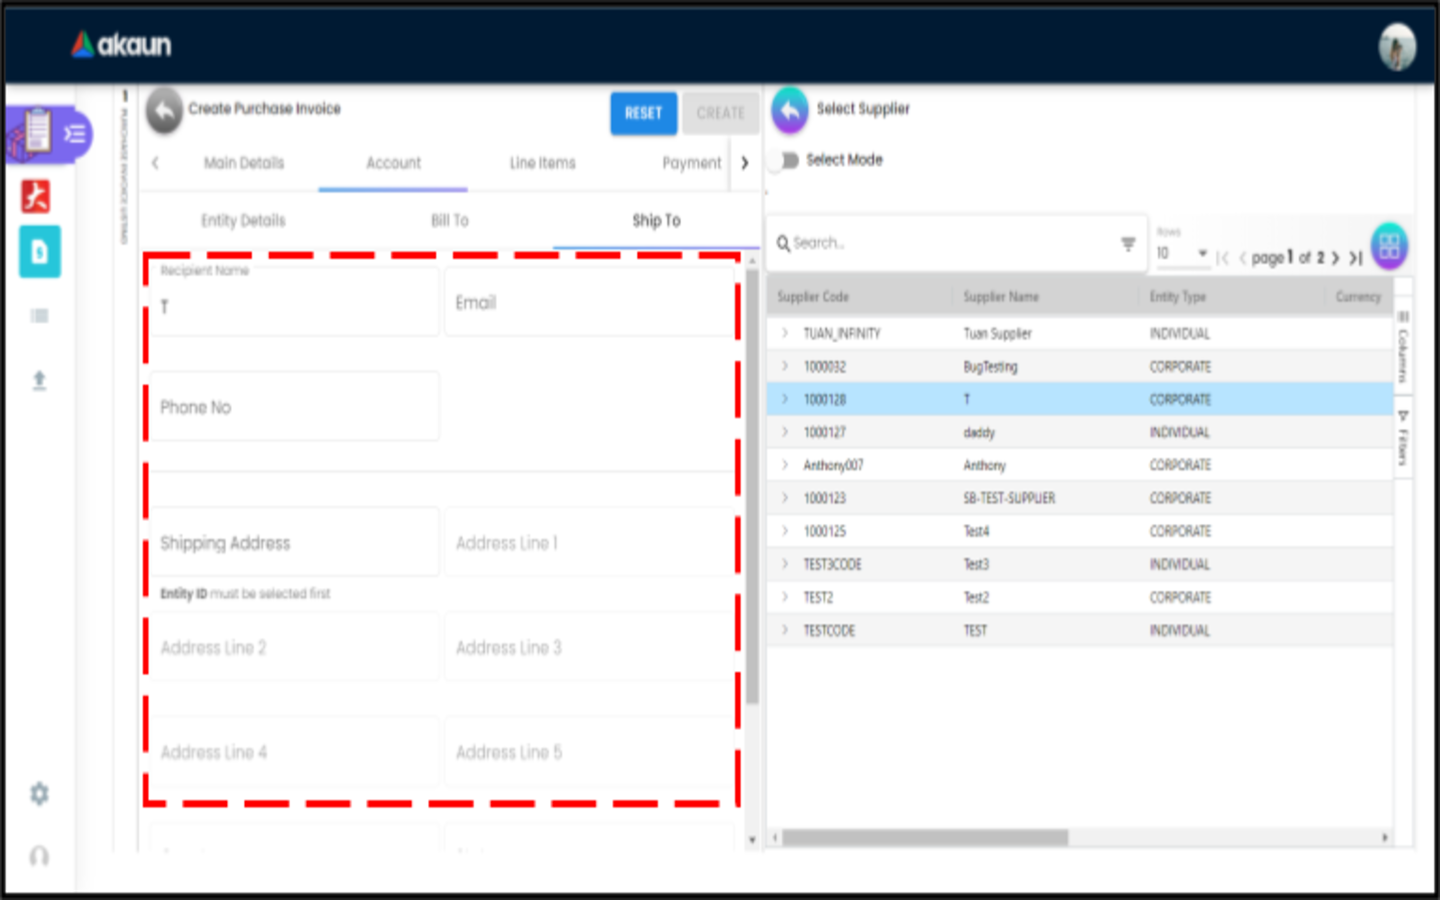 akaun
1 PURCHASE INVOICE LISTING
Create Purchase Invoice
RESET
CREATE
Main Details
Account
Line Items
Payment
Entity Details
Bill To
Ship To
Recipient Name
T
Email
Phone No
Shipping Address
Address Line 1
Entity ID must be selected first
Address Line 2
Address Line 3
Address Line 4
Address Line 5
Select Supplier
Select Mode
Search...
Rows
10
page 1 of 2
Supplier Code Supplier Name Entity Type Currency
TUAN_INFINITY Tuan Supplier INDIVIDUAL
1000032 BugTesting CORPORATE
1000128 T CORPORATE
1000127 daddy INDIVIDUAL
Anthony007 Anthony CORPORATE
1000123 SB-TEST-SUPPLIER CORPORATE
1000125 Test4 CORPORATE
TEST3CODE Test3 INDIVIDUAL
TEST2 Test2 CORPORATE
TESTCODE TEST INDIVIDUAL
Columns
Filters